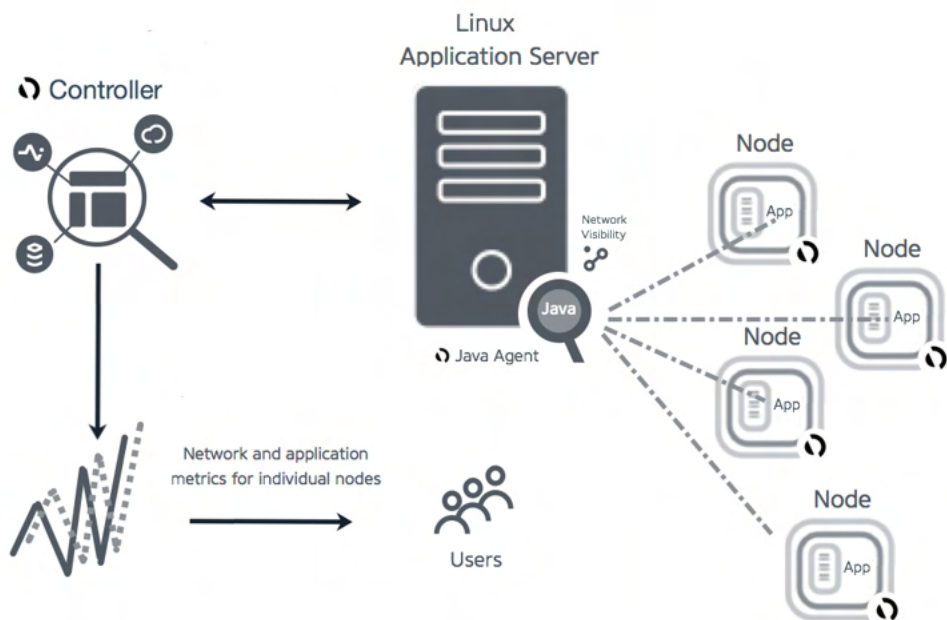 Linux
Application Server
Controller
Node
App
Network
Visibility
Node
App
Java
Java Agent
Node
App
Network and application
metrics for individual nodes
Users
Node
App